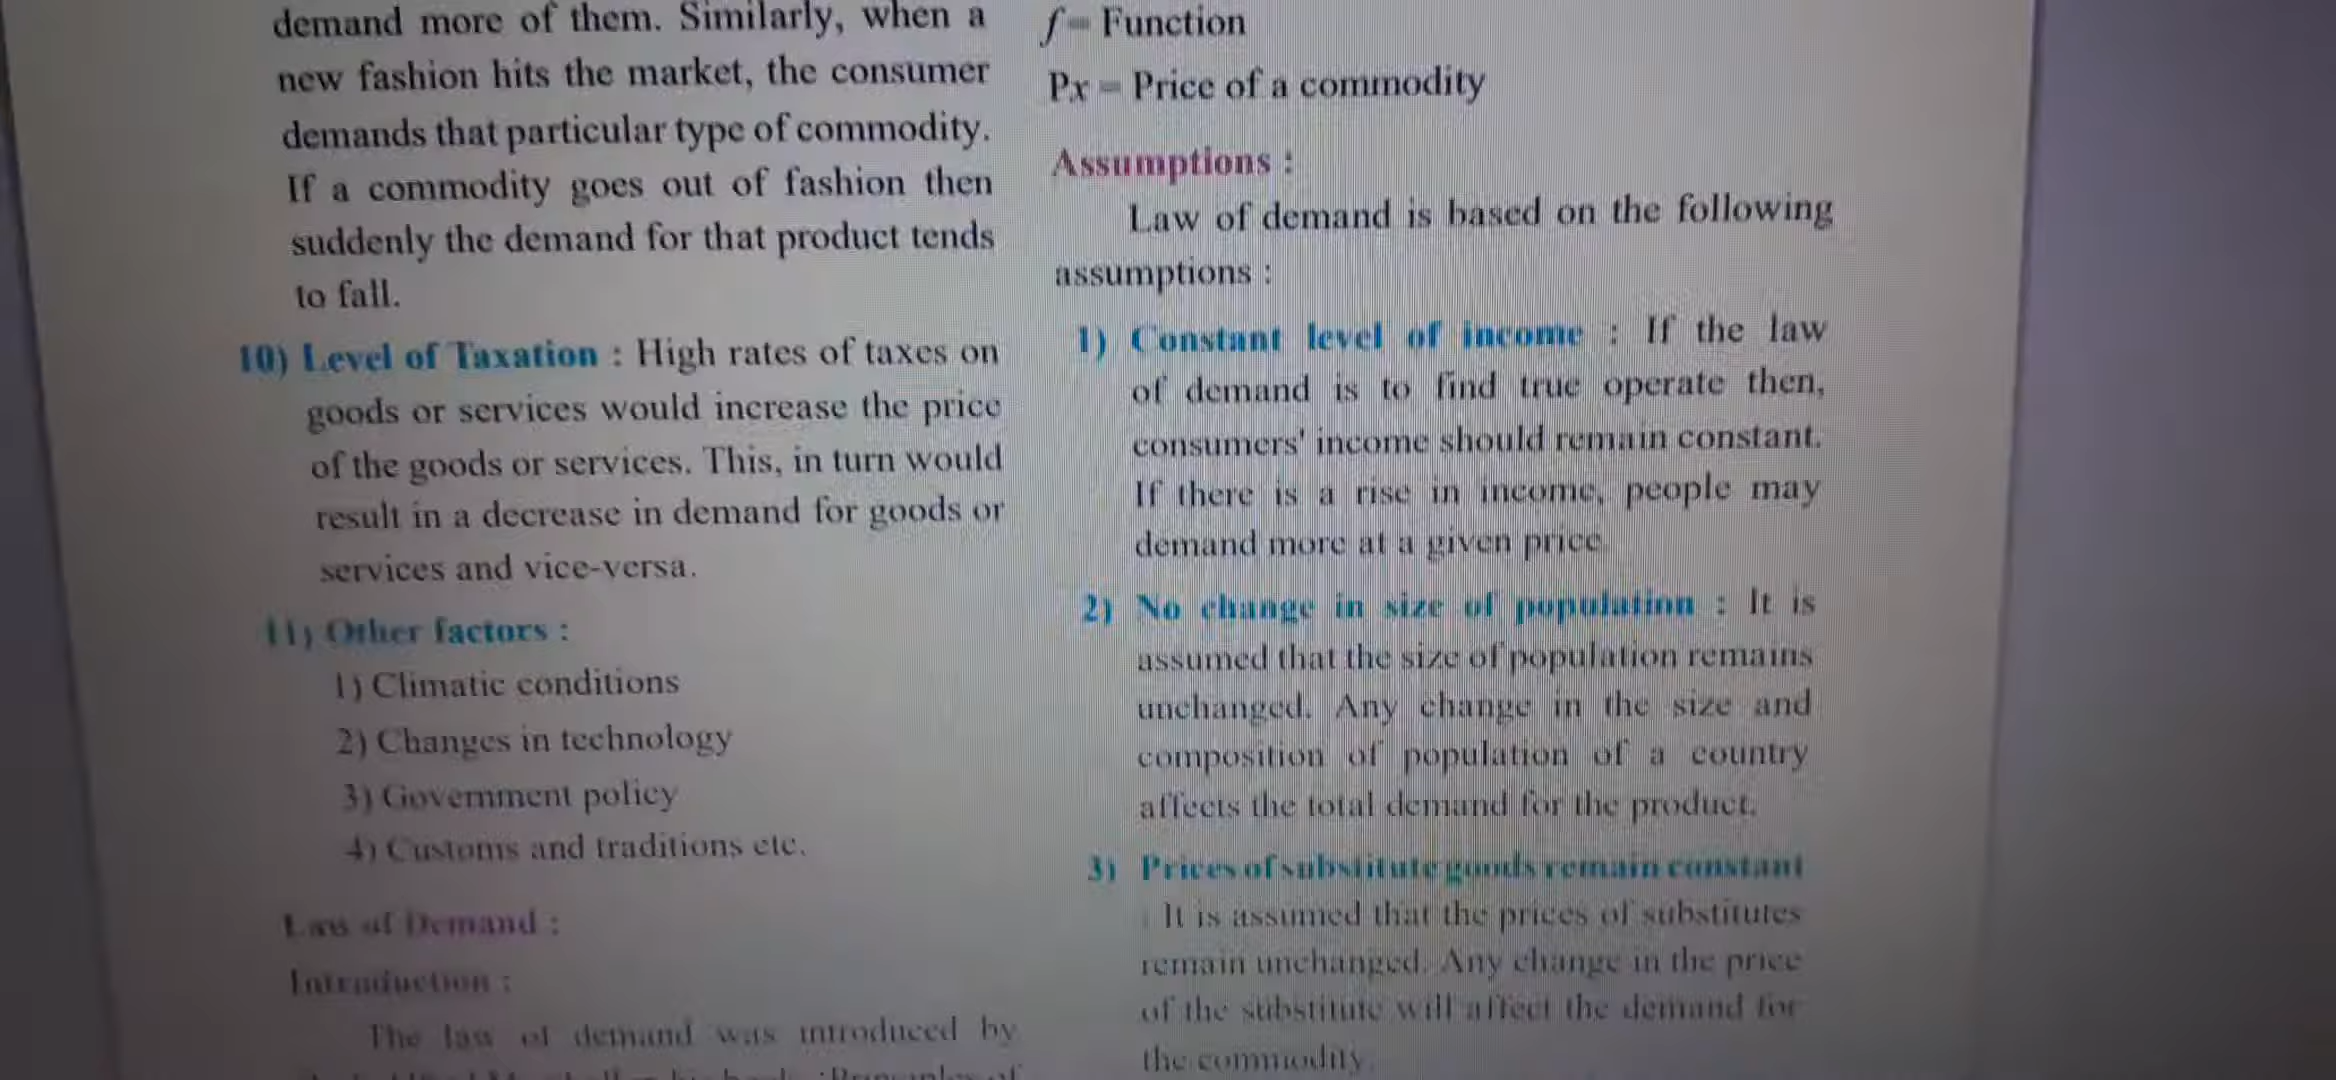 demand more of them. Similarly, when a
new fashion hits the market, the consumer
demands that particular type of commodity.
If a commodity goes out of fashion then
suddenly the demand for that product tends
to fall.
10) Level of Taxation : High rates of taxes on
goods or services would increase the price
of the goods or services. This, in turn would
result in a decrease in demand for goods or
services and vice-versa.
11) Other factors :
1) Climatic conditions
2) Changes in technology
3) Government policy
4) Customs and traditions etc.
Law of Demand :
Introduction :
The law of demand was introduced by
f = Function
Px = Price of a commodity
Assumptions :
Law of demand is based on the following
assumptions :
1) Constant level of income : If the law
of demand is to find true operate then,
consumers' income should remain constant.
If there is a rise in income, people may
demand more at a given price.
2) No change in size of population : It is
assumed that the size of population remains
unchanged. Any change in the size and
composition of population of a country
affects the total demand for the product.
3) Prices of substitute goods remain constant
It is assumed that the prices of substitutes
remain unchanged. Any change in the price
of the substitute will affect the demand for
the commodity.